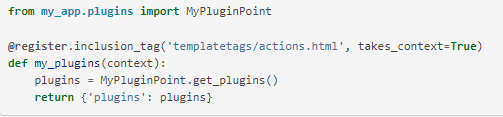 from my_app.plugins import MyPluginPoint

@register.inclusion_tag('templatetags/actions.html', takes_context=True)
def my_plugins(context):
    plugins = MyPluginPoint.get_plugins()
    return {'plugins': plugins}